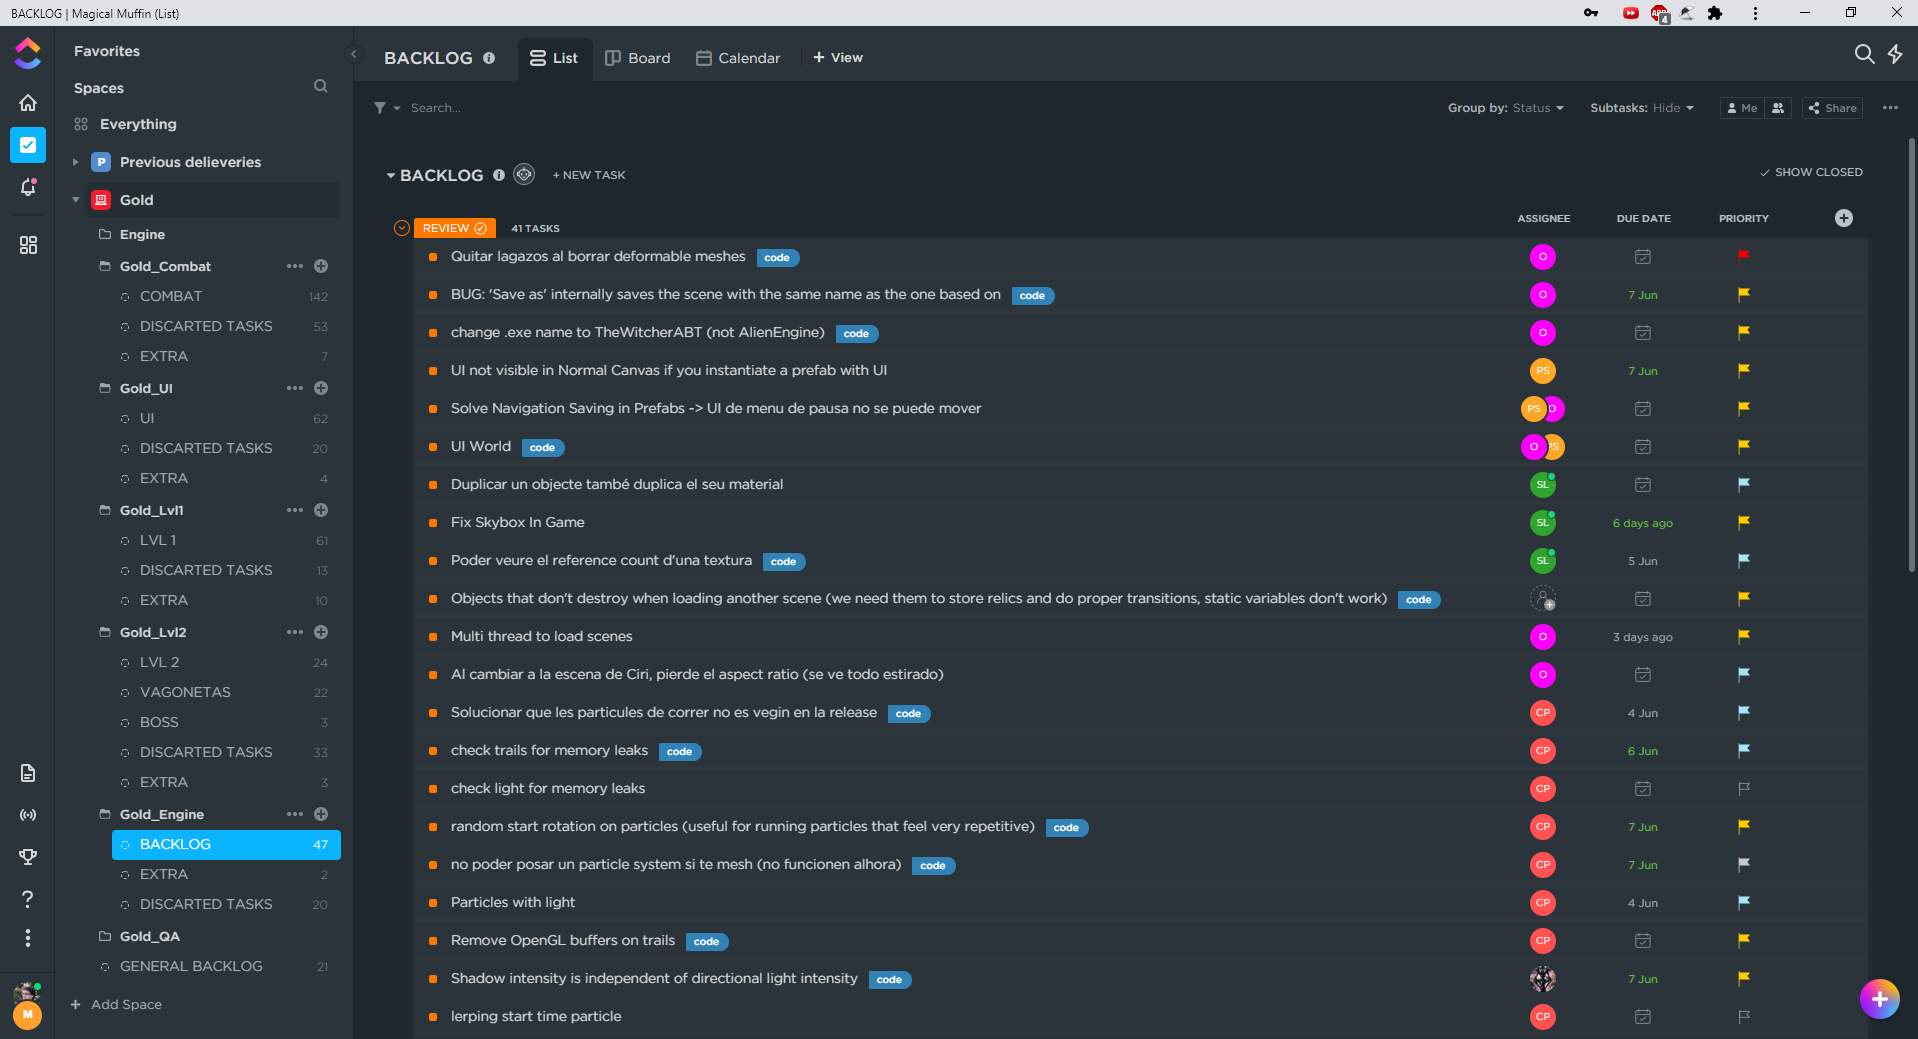 BACKLOG | Magical Muffin (List)
4
Favorites
Spaces
Everything
P Previous delieveries
Gold
Engine
Gold_Combat
COMBAT 142
DISCARTED TASKS 53
EXTRA 7
Gold_UI
UI 62
DISCARTED TASKS 20
EXTRA 4
Gold_Lvl1
LVL 1 61
DISCARTED TASKS 13
EXTRA 10
Gold_Lvl2
LVL 2 24
VAGONETAS 22
BOSS 3
DISCARTED TASKS 33
EXTRA 3
Gold_Engine
BACKLOG 47
EXTRA 2
DISCARTED TASKS 20
Gold_QA
GENERAL BACKLOG 21
+ Add Space
M
BACKLOG List Board Calendar + View
Search...
Group by: Status Subtasks: Hide Me Share
BACKLOG + NEW TASK SHOW CLOSED
REVIEW 41 TASKS ASSIGNEE DUE DATE PRIORITY
Quitar lagazos al borrar deformable meshes code O
BUG: 'Save as' internally saves the scene with the same name as the one based on code O 7 Jun
change .exe name to TheWitcherABT (not AlienEngine) code O
UI not visible in Normal Canvas if you instantiate a prefab with UI PS 7 Jun
Solve Navigation Saving in Prefabs -> UI de menu de pausa no se puede mover PS O
UI World code O PS
Duplicar un objecte també duplica el seu material SL
Fix Skybox In Game SL 6 days ago
Poder veure el reference count d'una textura code SL 5 Jun
Objects that don't destroy when loading another scene (we need them to store relics and do proper transitions, static variables don't work) code
Multi thread to load scenes O 3 days ago
Al cambiar a la escena de Ciri, pierde el aspect ratio (se ve todo estirado) O
Solucionar que les particules de correr no es vegin en la release code CP 4 Jun
check trails for memory leaks code CP 6 Jun
check light for memory leaks CP
random start rotation on particles (useful for running particles that feel very repetitive) code CP 7 Jun
no poder posar un particle system si te mesh (no funcionen alhora) code CP 7 Jun
Particles with light CP 4 Jun
Remove OpenGL buffers on trails code CP
Shadow intensity is independent of directional light intensity code 7 Jun
lerping start time particle CP